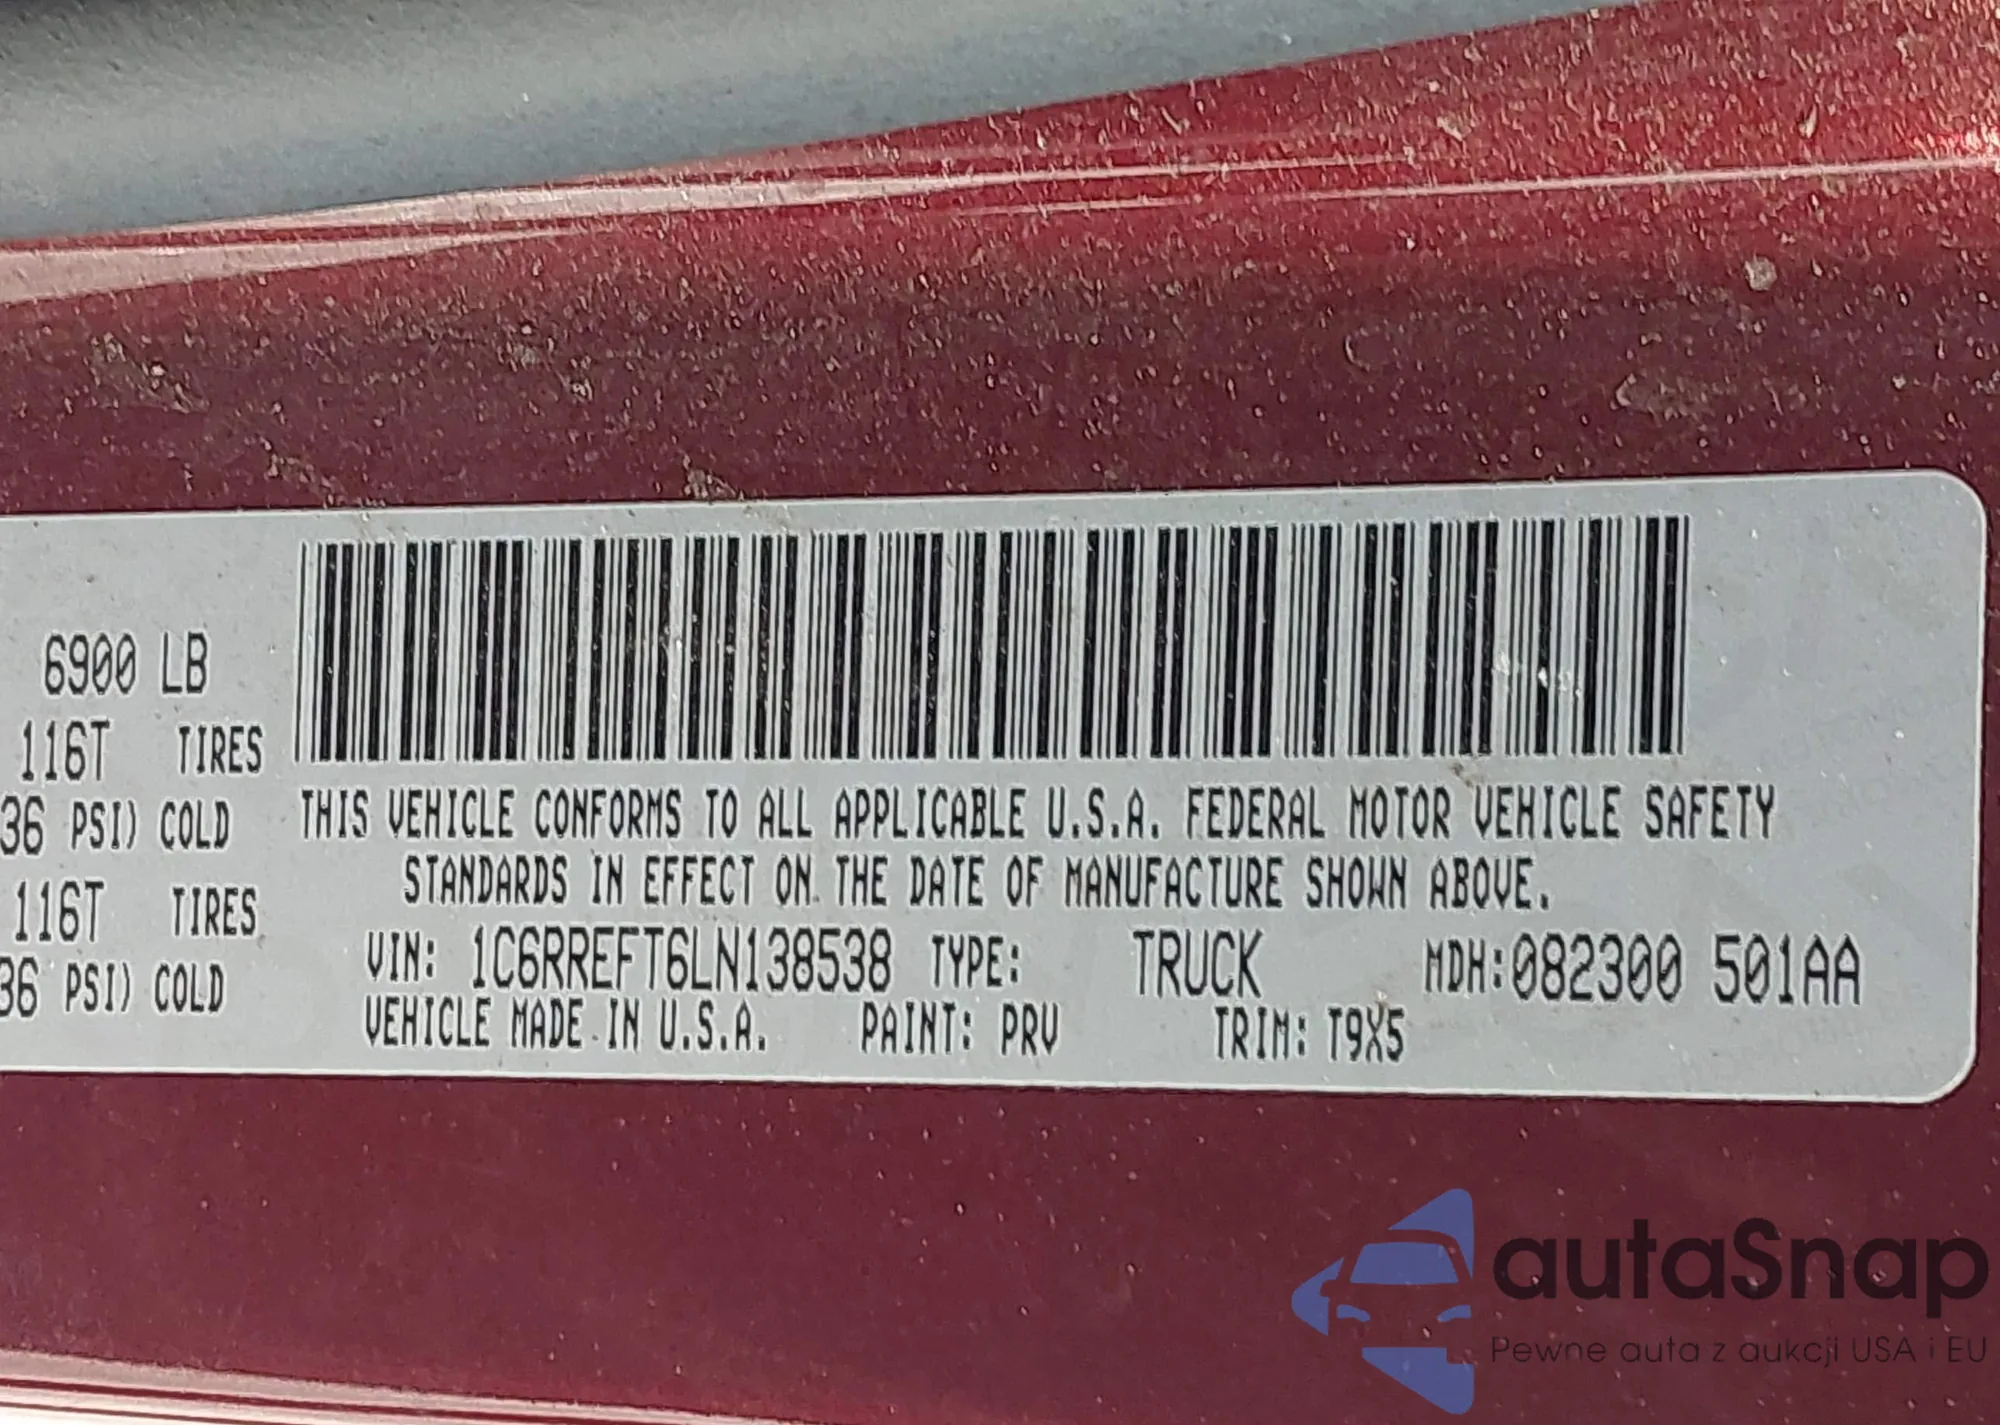 6900 LB
116T TIRES
36 PSI) COLD
116T TIRES
36 PSI) COLD
THIS VEHICLE CONFORMS TO ALL APPLICABLE U.S.A. FEDERAL MOTOR VEHICLE SAFETY
STANDARDS IN EFFECT ON THE DATE OF MANUFACTURE SHOWN ABOVE.
VIN: 1C6RREFT6LN138538 TYPE: TRUCK MDH:082300 501AA
VEHICLE MADE IN U.S.A. PAINT: PRV TRIM: T9X5
autaSnap
Pewne auta z aukcji USA i EU